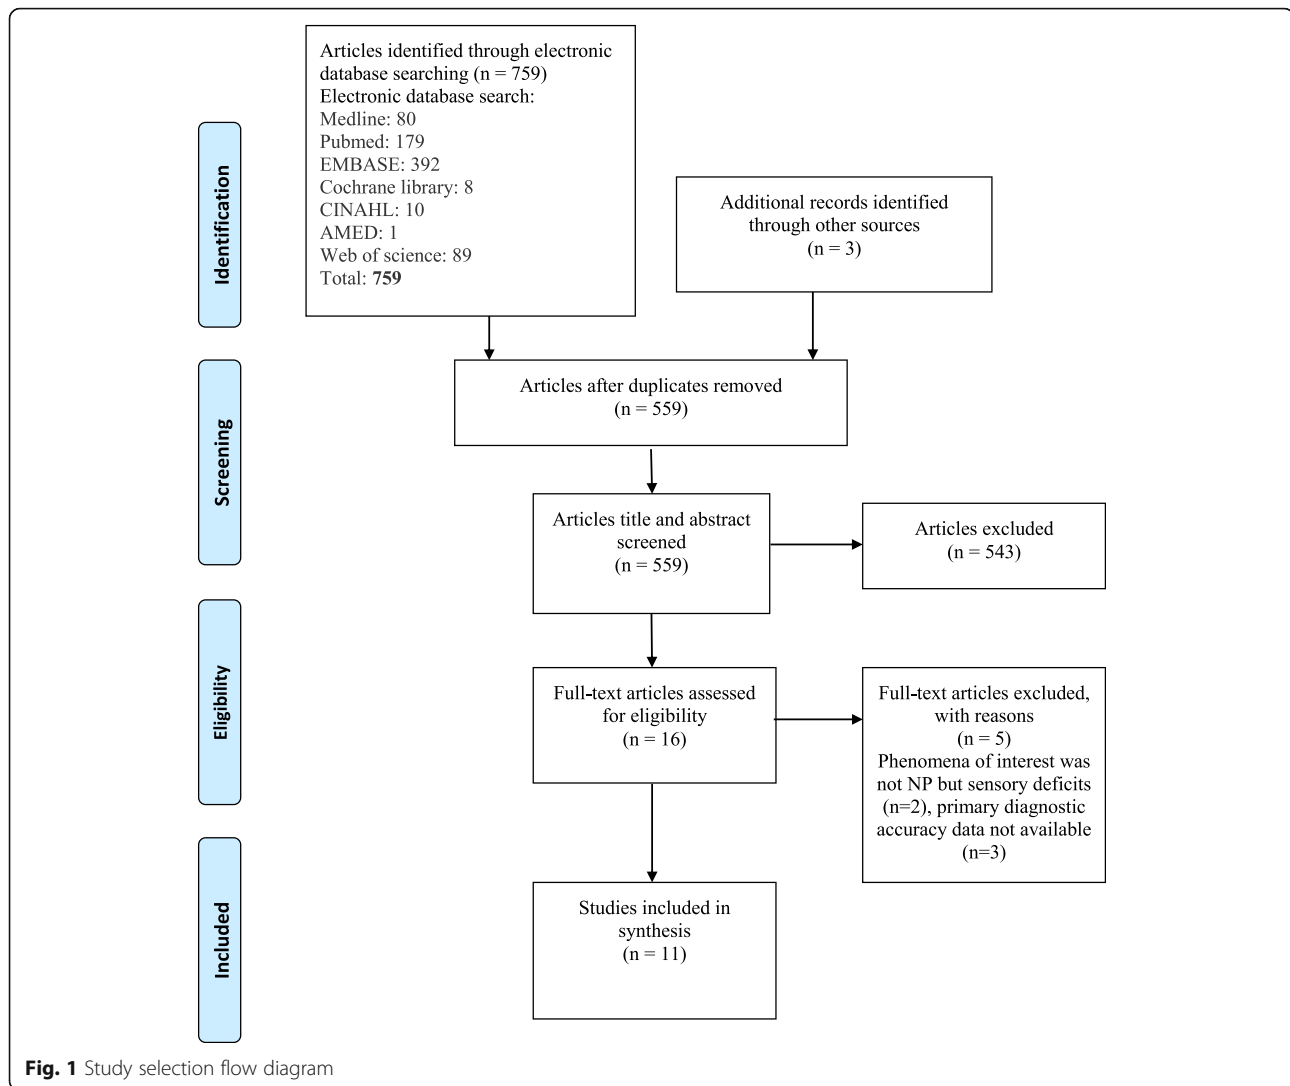 Articles identified through electronic
database searching (n = 759)
Electronic database search:
Medline: 80
Pubmed: 179
EMBASE: 392
Cochrane library: 8
CINAHL: 10
AMED: 1
Web of science: 89
Total: 759
Identification
Additional records identified
through other sources
(n = 3)
Articles after duplicates removed
(n = 559)
Screening
Articles title and abstract
screened
(n = 559)
Articles excluded
(n = 543)
Eligibility
Full-text articles assessed
for eligibility
(n = 16)
Full-text articles excluded,
with reasons
(n = 5)
Phenomena of interest was
not NP but sensory deficits
(n=2), primary diagnostic
accuracy data not available
(n=3)
Included
Studies included in
synthesis
(n = 11)
Fig. 1 Study selection flow diagram